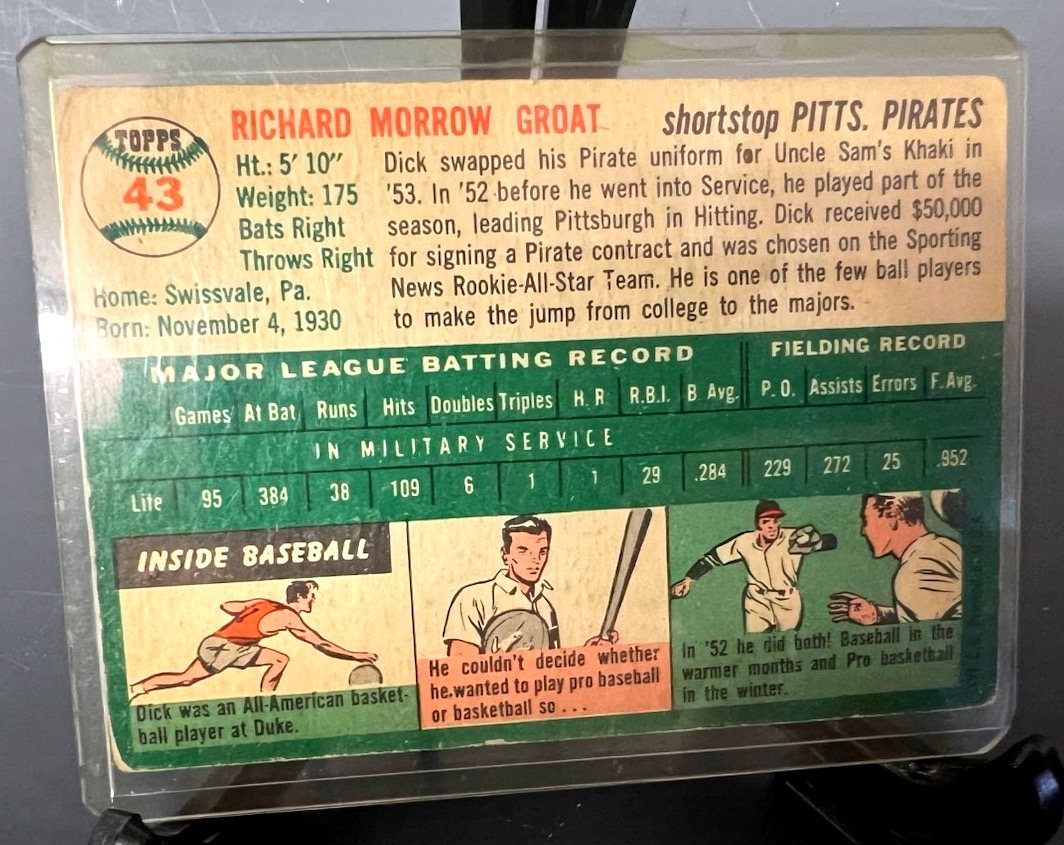 TOPPS
43
RICHARD MORROW GROAT
shortstop PITTS. PIRATES
Ht.: 5' 10"
Weight: 175
Bats Right
Throws Right
Home: Swissvale, Pa.
Born: November 4, 1930
Dick swapped his Pirate uniform for Uncle Sam's Khaki in
'53. In '52 before he went into Service, he played part of the
season, leading Pittsburgh in Hitting. Dick received $50,000
for signing a Pirate contract and was chosen on the Sporting
News Rookie-All-Star Team. He is one of the few ball players
to make the jump from college to the majors.
MAJOR LEAGUE BATTING RECORD
FIELDING RECORD
Games At Bat Runs Hits Doubles Triples H R R.B.I. B Avg. P. O. Assists Errors F. Avg.
IN MILITARY SERVICE
Life 95 384 38 109 6 1 1 29 .284 229 272 25 .952
INSIDE BASEBALL
Dick was an All-American basket-
ball player at Duke.
He couldn't decide whether
he wanted to play pro baseball
or basketball so . . .
In '52 he did both! Baseball in the
warmer months and Pro basketball
in the winter.